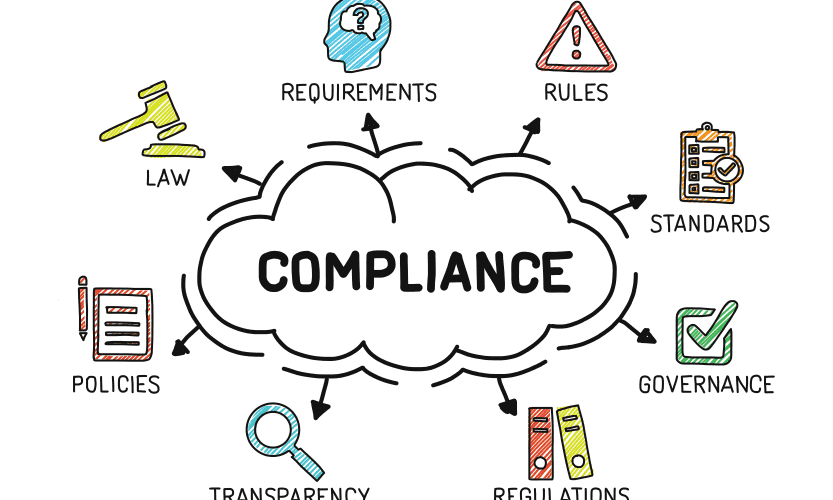 ?
!
REQUIREMENTS
RULES
LAW
STANDARDS
COMPLIANCE
POLICIES
GOVERNANCE
TRANSPARENCY
REGULATIONS